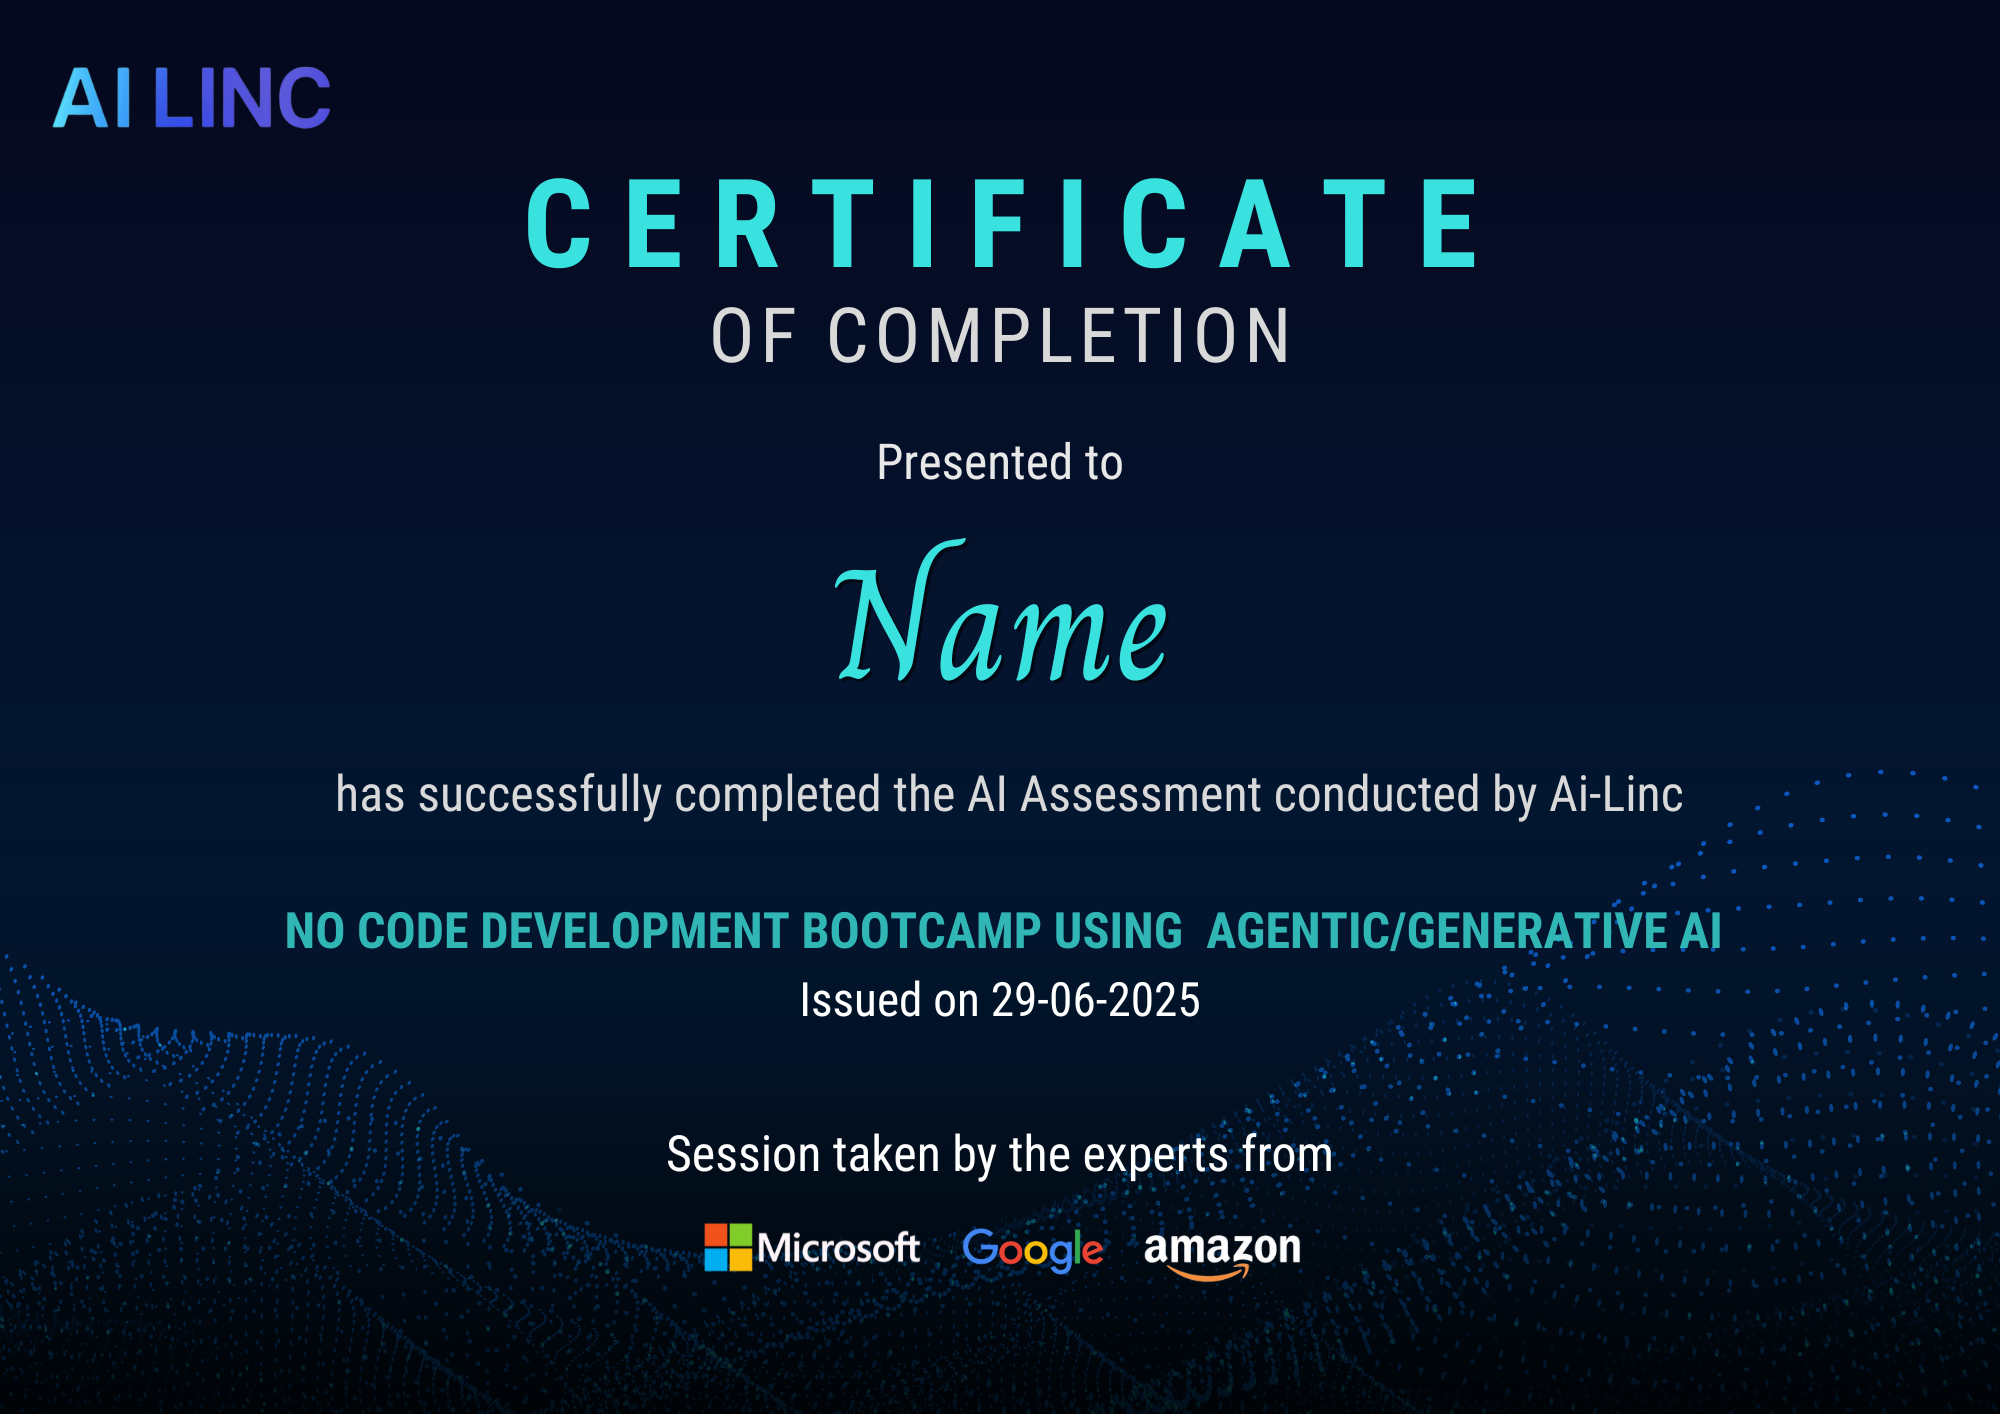 AI LINC
CERTIFICATE
OF COMPLETION
Presented to
Name
has successfully completed the AI Assessment conducted by Ai-Linc
NO CODE DEVELOPMENT BOOTCAMP USING  AGENTIC/GENERATIVE AI
Issued on 29-06-2025
Session taken by the experts from
Microsoft Google amazon